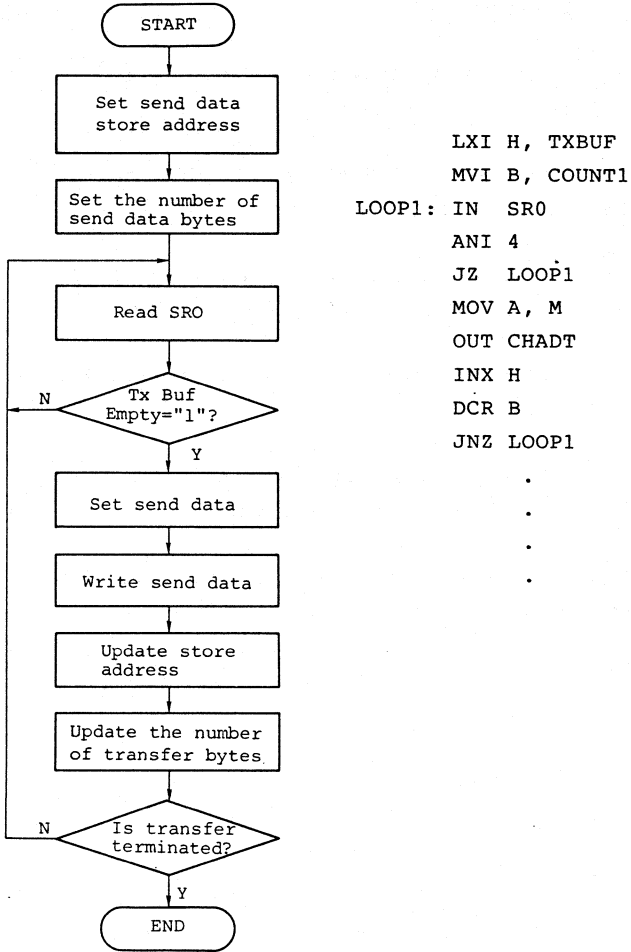 START
Set send data
store address
Set the number of
send data bytes
Read SRO
N
Tx Buf
Empty="1"?
Y
Set send data
Write send data
Update store
address
Update the number
of transfer bytes
N
Is transfer
terminated?
Y
END
LXI H, TXBUF
MVI B, COUNT1
LOOP1: IN SR0
ANI 4
JZ LOOP1
MOV A, M
OUT CHADT
INX H
DCR B
JNZ LOOP1
.
.
.
.